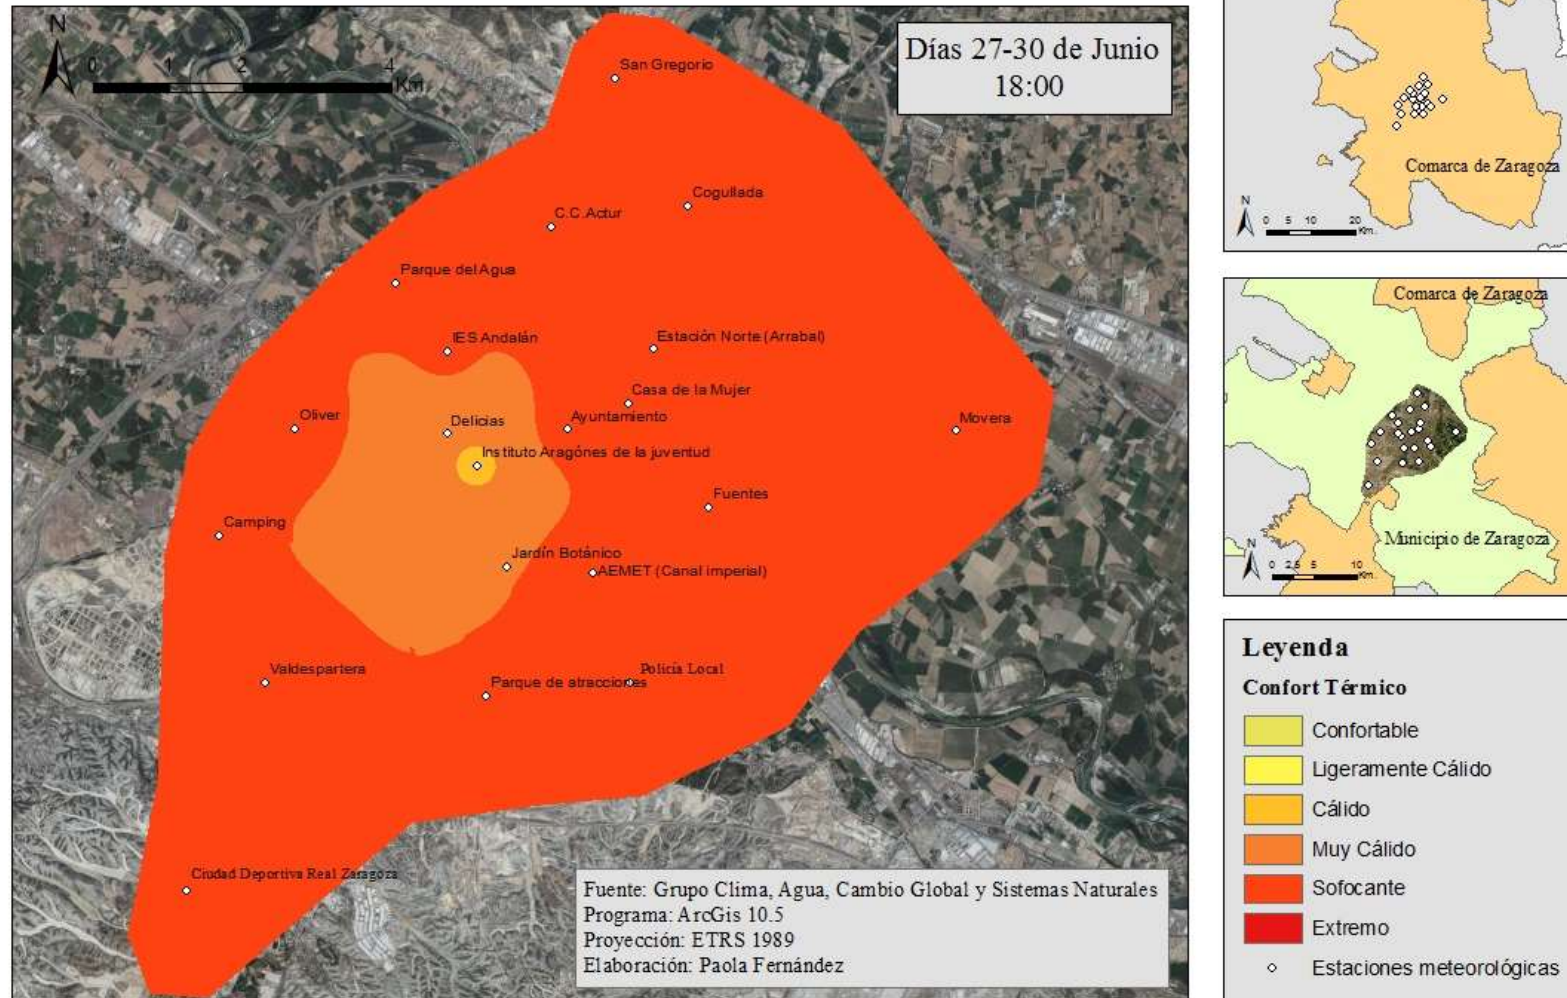 N
0 1 2 4
Km
Días 27-30 de Junio
18:00
San Gregorio
Cogullada
C.C.Actur
Parque del Agua
IES Andalán
Estación Norte (Arrabal)
Casa de la Mujer
Oliver
Delicias
Ayuntamiento
Movera
Instituto Aragónes de la juventud
Fuentes
Camping
Jardín Botánico
AEMET (Canal imperial)
Valdespartera
Parque de atracciones
Policía Local
Ciudad Deportiva Real Zaragoza
Fuente: Grupo Clima, Agua, Cambio Global y Sistemas Naturales
Programa: ArcGis 10.5
Proyección: ETRS 1989
Elaboración: Paola Fernández
Comarca de Zaragoza
N
0 5 10 20
Km.
Comarca de Zaragoza
Municipio de Zaragoza
N
0 2,5 5 10
Km.
Leyenda
Confort Térmico
Confortable
Ligeramente Cálido
Cálido
Muy Cálido
Sofocante
Extremo
Estaciones meteorológicas